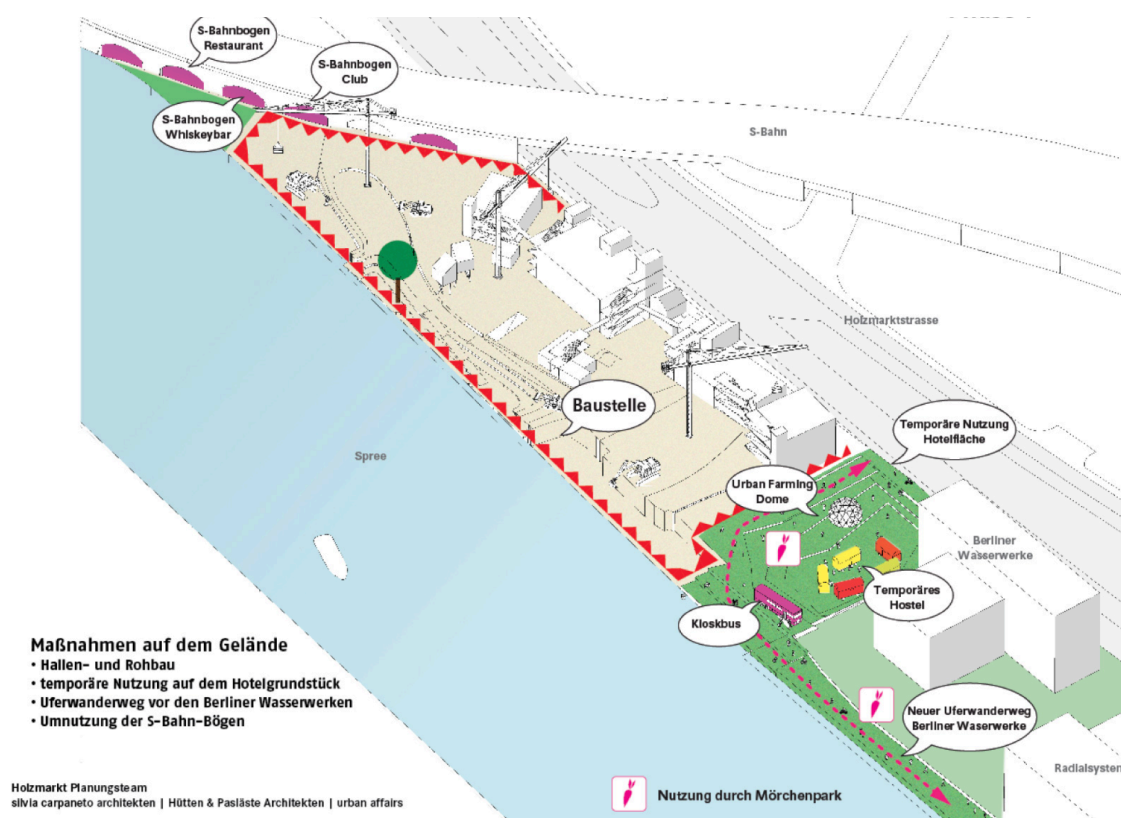 S-Bahnbogen
Restaurant
S-Bahnbogen
Club
S-Bahnbogen
Whiskeybar
S-Bahn
Holzmarktstrasse
Baustelle
Spree
Temporäre Nutzung
Hotelfläche
Urban Farming
Dome
Berliner
Wasserwerke
Temporäres
Hostel
Kloskbus
Neuer Uferwanderweg
Berliner Waserwerke
Radialsystem
Maßnahmen auf dem Gelände
• Hallen- und Rohbau
• temporäre Nutzung auf dem Hotelgrundstück
• Uferwanderweg vor den Berliner Wasserwerken
• Umnutzung der S-Bahn-Bögen
Holzmarkt Planungsteam
silvia carpaneto architekten | Hütten & Paläste Architekten | urban affairs
Nutzung durch Mörchenpark